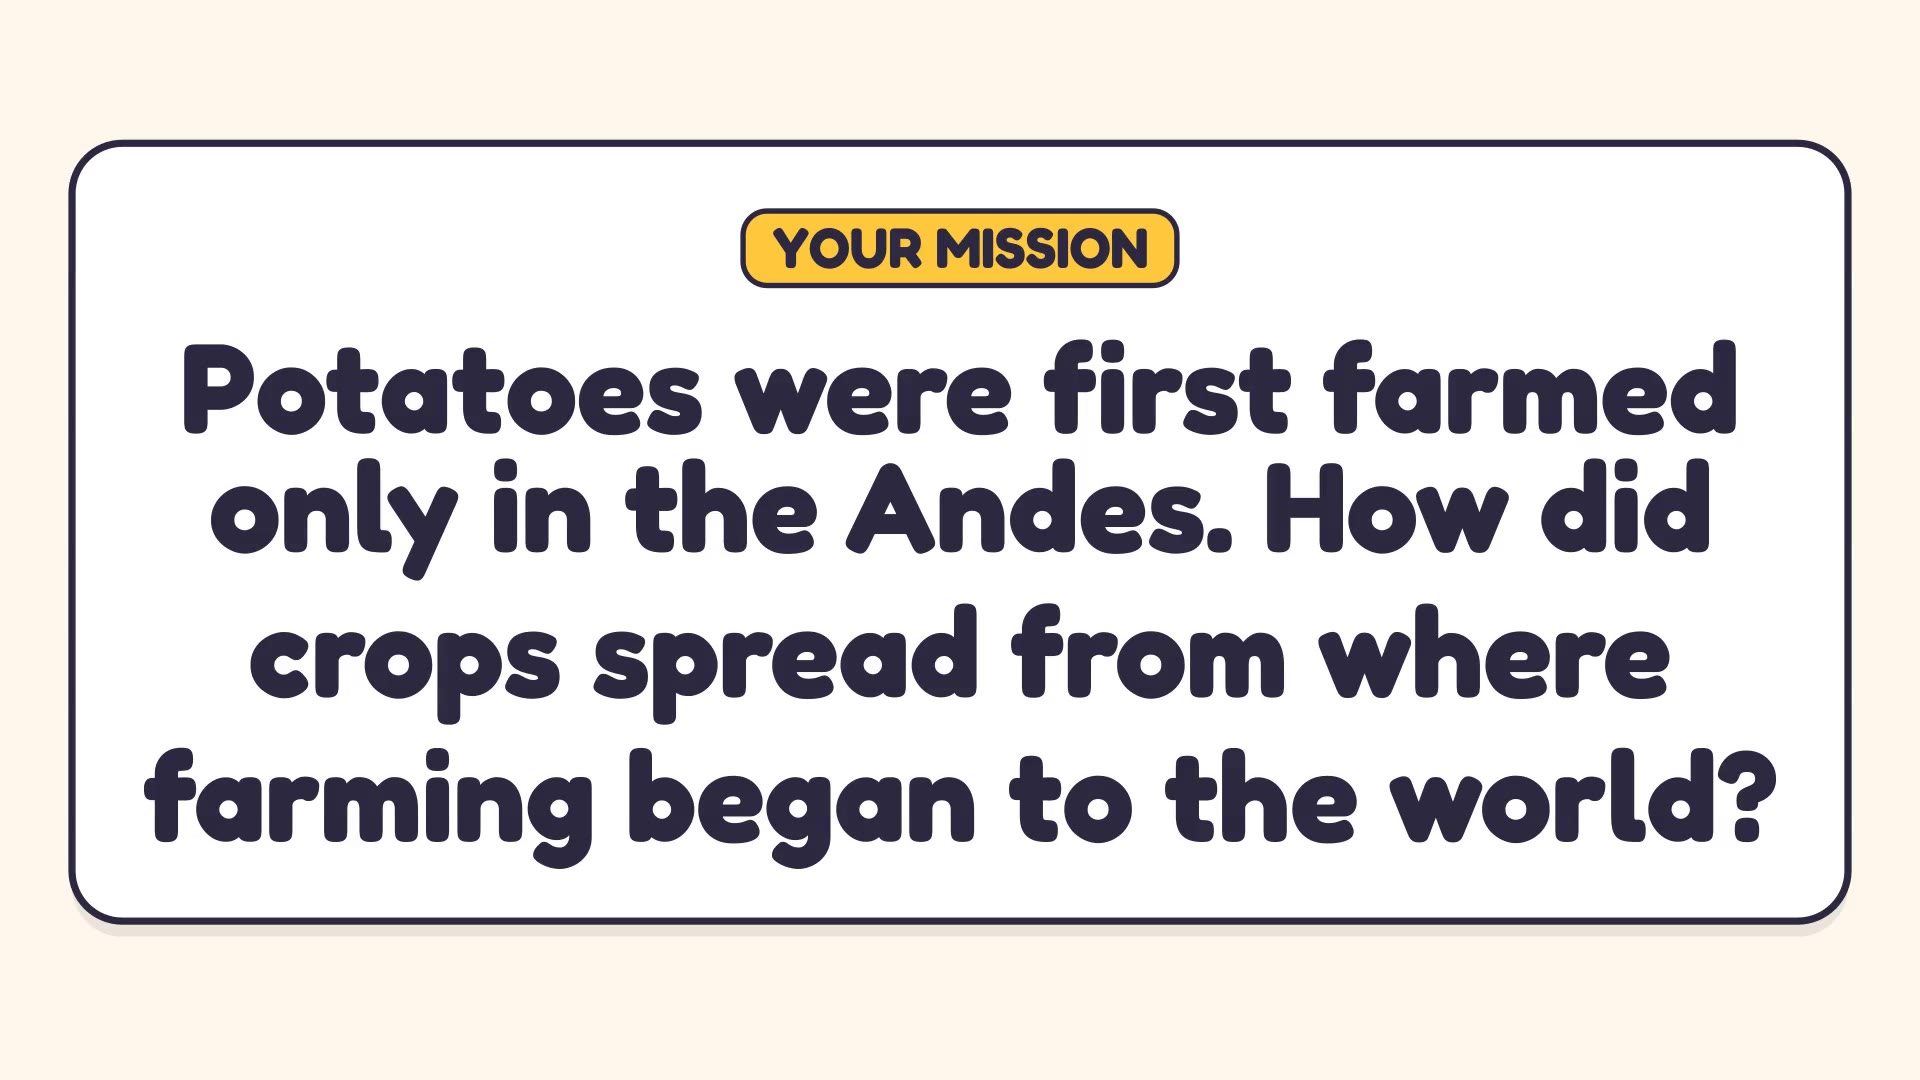 YOUR MISSION
Potatoes were first farmed
only in the Andes. How did
crops spread from where
farming began to the world?